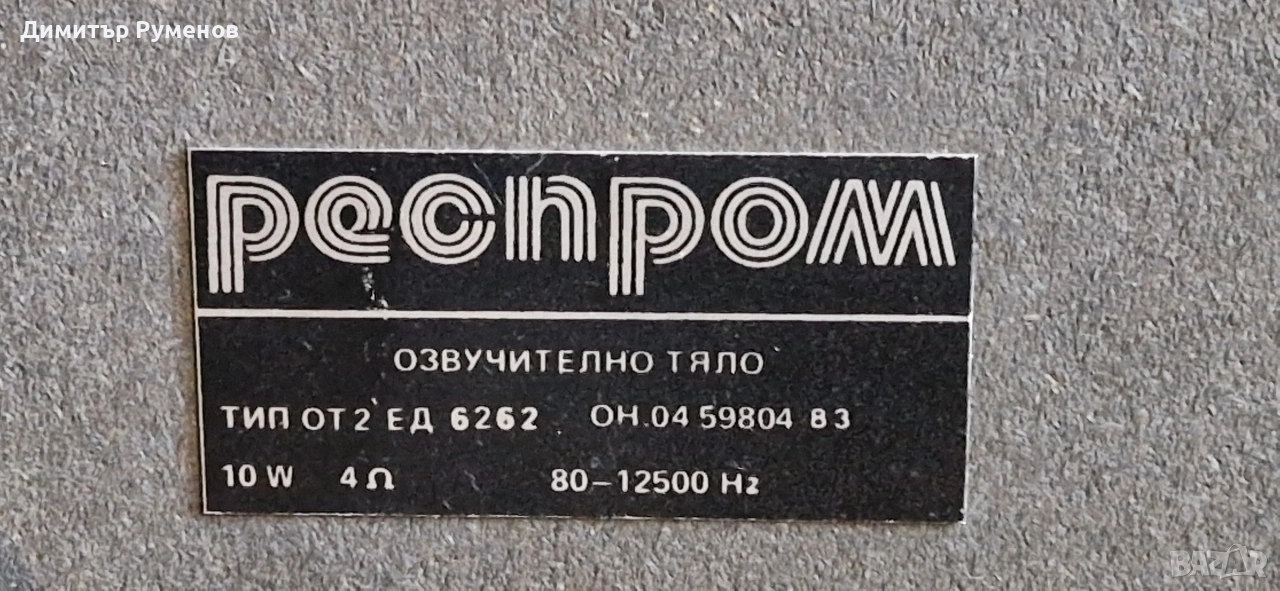 Димитър Руменов
респром
ОЗВУЧИТЕЛНО ТЯЛО
ТИП ОТ 2 ЕД 6262 ОН.04 59804 83
10 W 4 Ω 80–12500 Hz
BAZAR